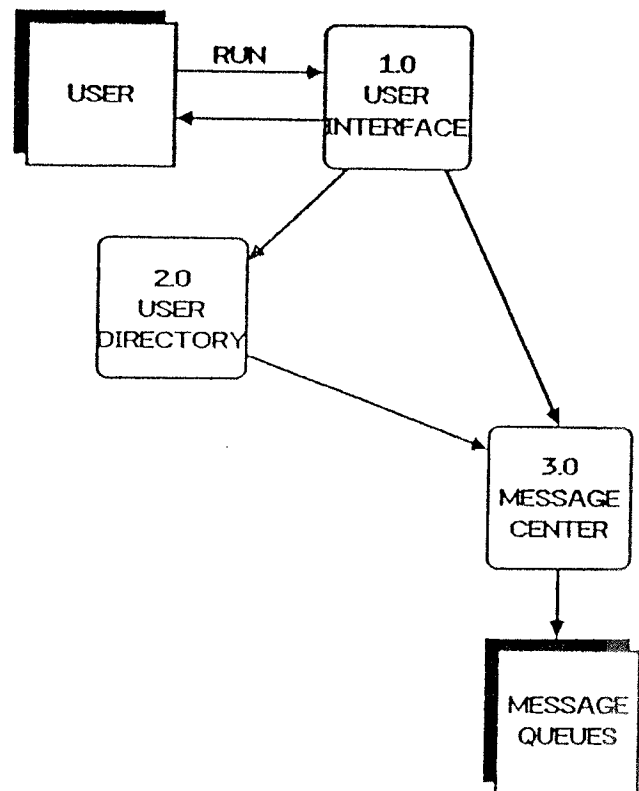 RUN
USER
1.0
USER
INTERFACE
2.0
USER
DIRECTORY
3.0
MESSAGE
CENTER
MESSAGE
QUEUES